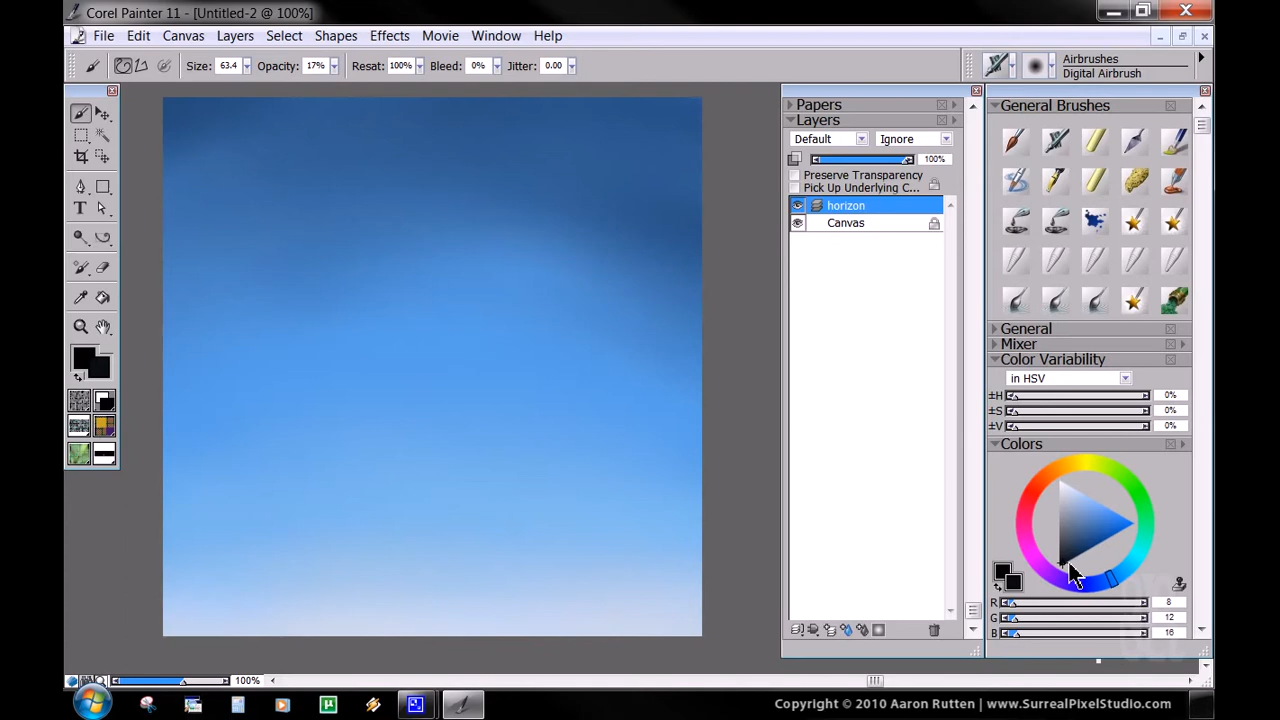 Corel Painter 11 - [Untitled-2 @ 100%]
File Edit Canvas Layers Select Shapes Effects Movie Window Help
Size: 63.4 Opacity: 17% Resat: 100% Bleed: 0% Jitter: 0.00
Airbrushes
Digital Airbrush
Papers
Layers
Default Ignore
100%
Preserve Transparency
Pick Up Underlying C...
horizon
Canvas
General Brushes
General
Mixer
Color Variability
in HSV
±H 0%
±S 0%
±V 0%
Colors
R 8
G 12
B 16
100%
Copyright © 2010 Aaron Rutten | www.SurrealPixelStudio.com